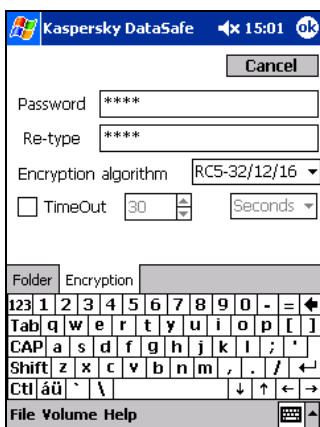 Kaspersky DataSafe 15:01 ok
Cancel
Password ****
Re-type ****
Encryption algorithm RC5-32/12/16
TimeOut 30 Seconds
Folder Encryption
123 1 2 3 4 5 6 7 8 9 0 - =
Tab q w e r t y u i o p [ ]
CAP a s d f g h j k l ; '
Shift z x c v b n m , . /
Ctl áü ` \
File Volume Help